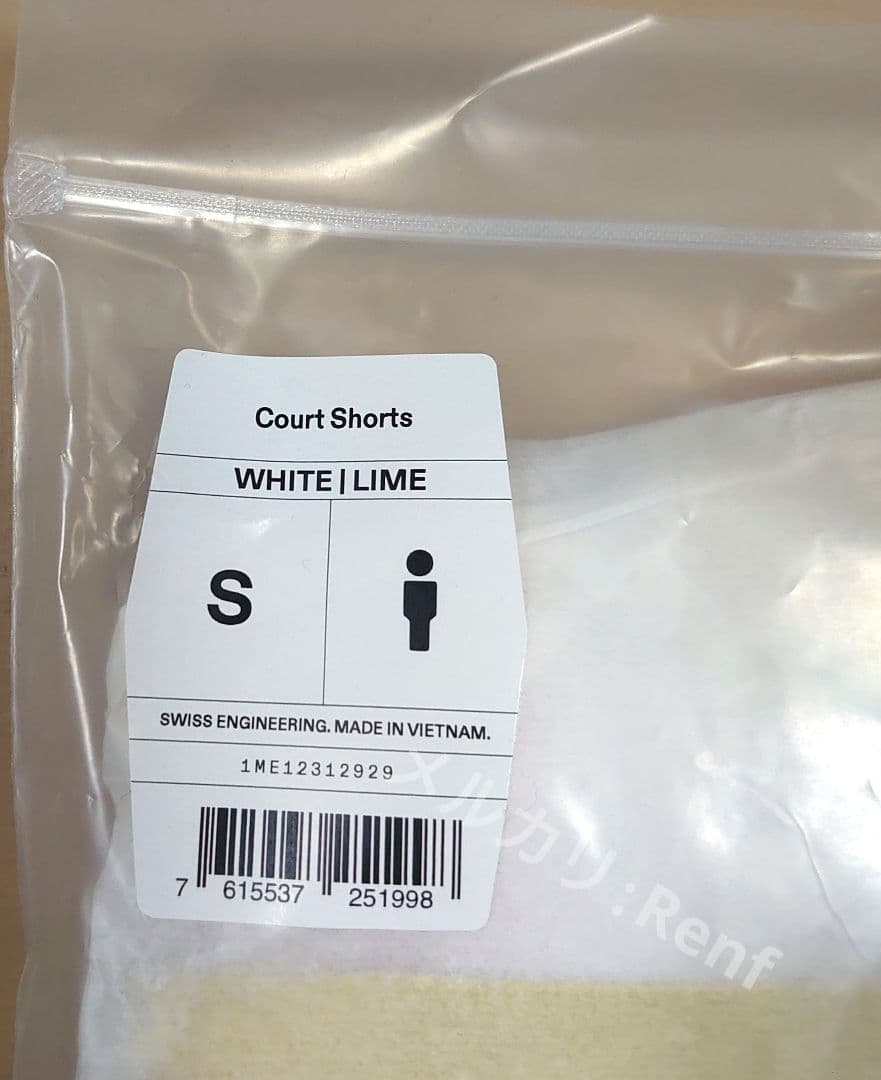 Court Shorts
WHITE | LIME
S
SWISS ENGINEERING. MADE IN VIETNAM.
1ME12312929
7 615537 251998
メルカリ : Renf